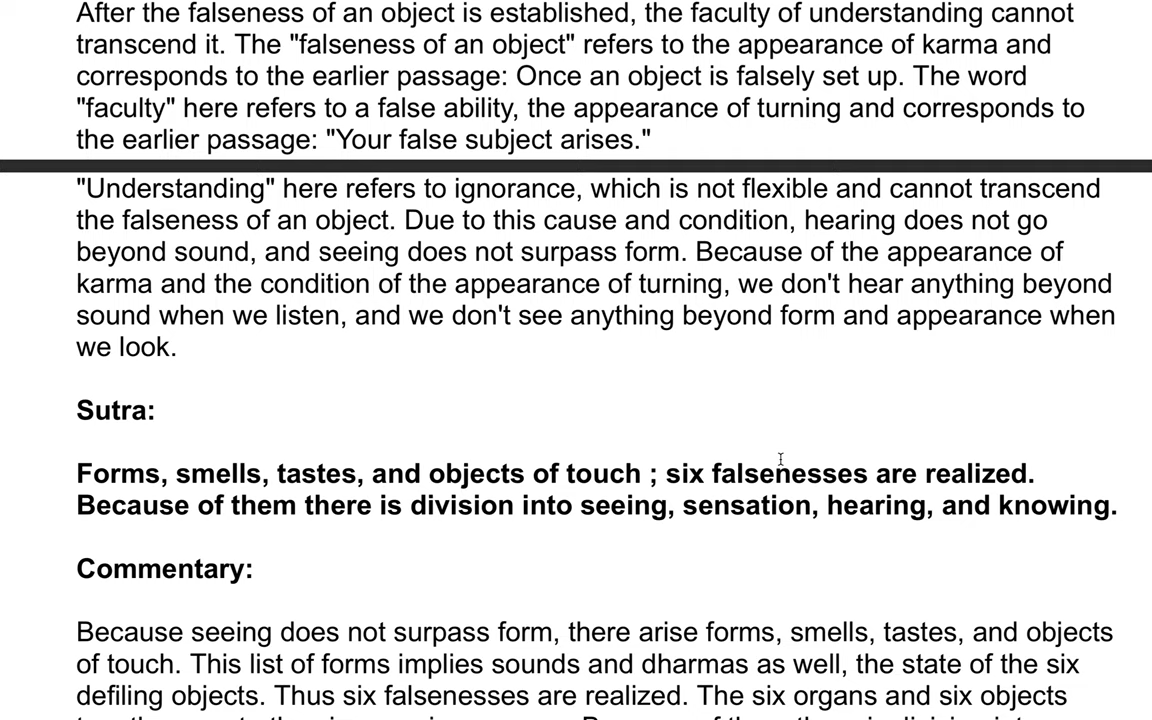 After the falseness of an object is established, the faculty of understanding cannot
transcend it. The "falseness of an object" refers to the appearance of karma and
corresponds to the earlier passage: Once an object is falsely set up. The word
"faculty" here refers to a false ability, the appearance of turning and corresponds to
the earlier passage: "Your false subject arises."
"Understanding" here refers to ignorance, which is not flexible and cannot transcend
the falseness of an object. Due to this cause and condition, hearing does not go
beyond sound, and seeing does not surpass form. Because of the appearance of
karma and the condition of the appearance of turning, we don't hear anything beyond
sound when we listen, and we don't see anything beyond form and appearance when
we look.
Sutra:
Forms, smells, tastes, and objects of touch ; six falsenesses are realized.
Because of them there is division into seeing, sensation, hearing, and knowing.
Commentary:
Because seeing does not surpass form, there arise forms, smells, tastes, and objects
of touch. This list of forms implies sounds and dharmas as well, the state of the six
defiling objects. Thus six falsenesses are realized. The six organs and six objects